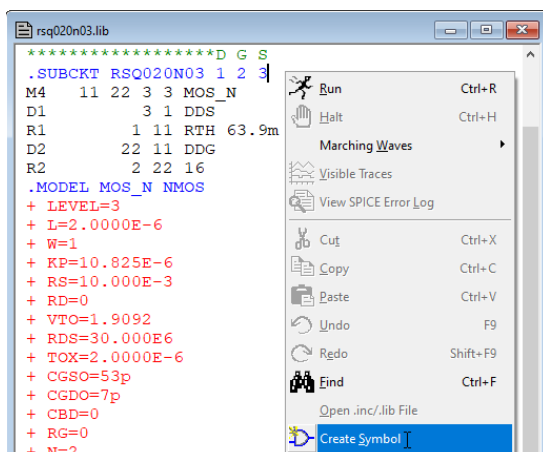 rsq020n03.lib
******************D G S
.SUBCKT RSQ020N03 1 2 3
M4 11 22 3 3 MOS_N
D1 3 1 DDS
R1 1 11 RTH 63.9m
D2 22 11 DDG
R2 2 22 16
.MODEL MOS_N NMOS
+ LEVEL=3
+ L=2.0000E-6
+ W=1
+ KP=10.825E-6
+ RS=10.000E-3
+ RD=0
+ VTO=1.9092
+ RDS=30.000E6
+ TOX=2.0000E-6
+ CGSO=53p
+ CGDO=7p
+ CBD=0
+ RG=0
+ N=2
Run Ctrl+R
Halt Ctrl+H
Marching Waves
Visible Traces
View SPICE Error Log
Cut Ctrl+X
Copy Ctrl+C
Paste Ctrl+V
Undo F9
Redo Shift+F9
Find Ctrl+F
Open .inc/.lib File
Create Symbol